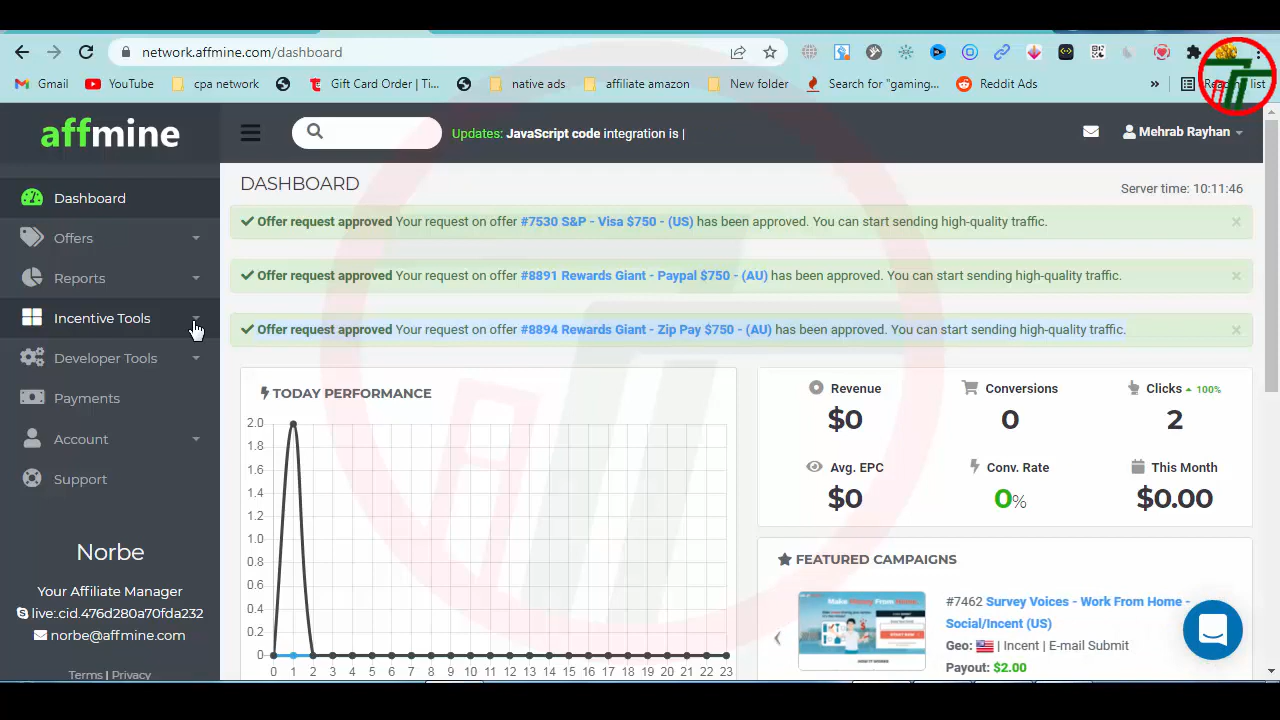 network.affmine.com/dashboard
Gmail
YouTube
cpa network
Gift Card Order | Ti...
native ads
affiliate amazon
New folder
Search for "gaming...
Reddit Ads
»
affmine
Updates: JavaScript code integration is |
Mehrab Rayhan
Dashboard
Offers
Reports
Incentive Tools
Developer Tools
Payments
Account
Support
Norbe
Your Affiliate Manager
live:cid.476d280a70fda232
norbe@affmine.com
Terms | Privacy
DASHBOARD
Server time: 10:11:46
Offer request approved Your request on offer #7530 S&P - Visa $750 - (US) has been approved. You can start sending high-quality traffic. ×
Offer request approved Your request on offer #8891 Rewards Giant - Paypal $750 - (AU) has been approved. You can start sending high-quality traffic. ×
Offer request approved Your request on offer #8894 Rewards Giant - Zip Pay $750 - (AU) has been approved. You can start sending high-quality traffic. ×
TODAY PERFORMANCE
2.0
1.8
1.6
1.4
1.2
1.0
0.8
0.6
0.4
0.2
0
0 1 2 3 4 5 6 7 8 9 10 11 12 13 14 15 16 17 18 19 20 21 22 23
Revenue
$0
Conversions
0
Clicks 100%
2
Avg. EPC
$0
Conv. Rate
0%
This Month
$0.00
FEATURED CAMPAIGNS
#7462 Survey Voices - Work From Home -
Social/Incent (US)
Geo: | Incent | E-mail Submit
Payout: $2.00